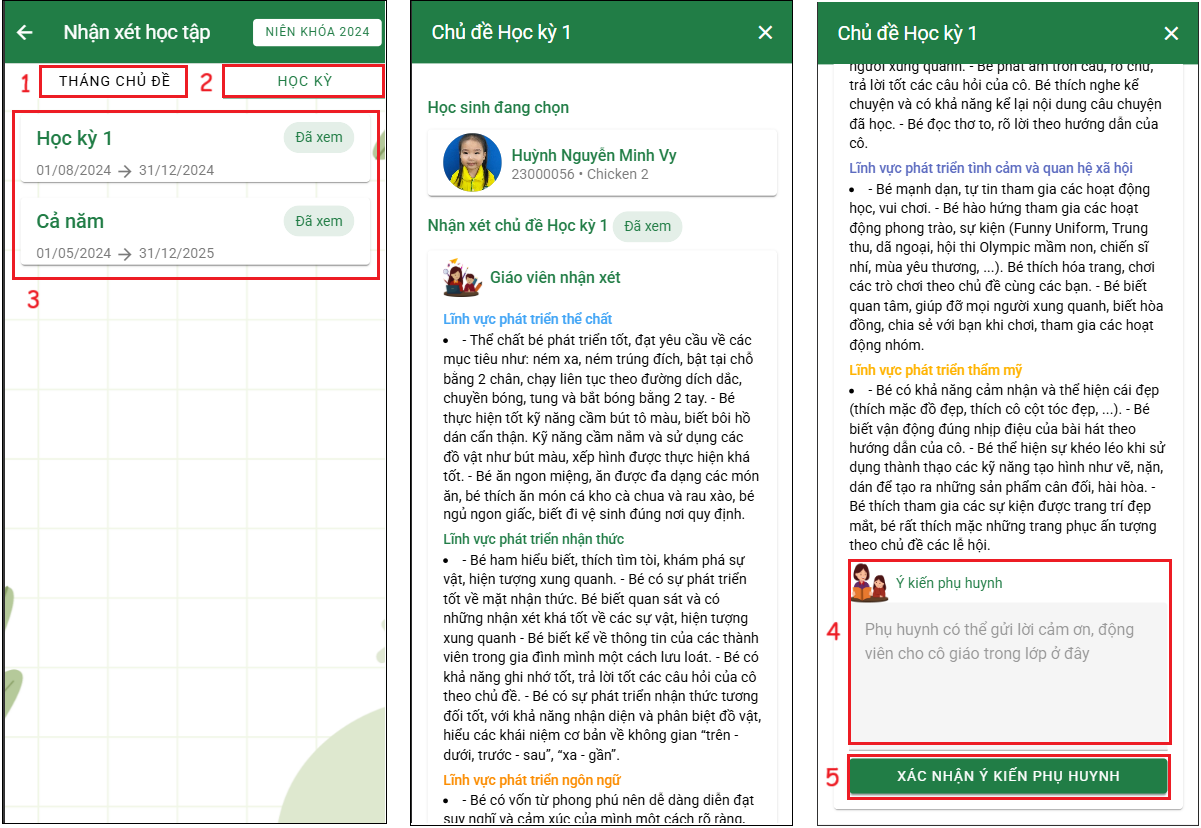 Nhận xét học tập
NIÊN KHÓA 2024
1
THÁNG CHỦ ĐỀ
2
HỌC KỲ
Học kỳ 1
Đã xem
01/08/2024 → 31/12/2024
Cả năm
Đã xem
01/05/2024 → 31/12/2025
3
Chủ đề Học kỳ 1
Học sinh đang chọn
Huỳnh Nguyễn Minh Vy
23000056 • Chicken 2
Nhận xét chủ đề Học kỳ 1
Đã xem
Giáo viên nhận xét
Lĩnh vực phát triển thể chất
• - Thể chất bé phát triển tốt, đạt yêu cầu về các
mục tiêu như: ném xa, ném trúng đích, bật tại chỗ
bằng 2 chân, chạy liên tục theo đường dích dắc,
chuyền bóng, tung và bắt bóng bằng 2 tay. - Bé
thực hiện tốt kỹ năng cầm bút tô màu, biết bôi hồ
dán cẩn thận. Kỹ năng cầm nắm và sử dụng các
đồ vật như bút màu, xếp hình được thực hiện khá
tốt. - Bé ăn ngon miệng, ăn được đa dạng các món
ăn, bé thích ăn món cá kho cà chua và rau xào, bé
ngủ ngon giấc, biết đi vệ sinh đúng nơi quy định.
Lĩnh vực phát triển nhận thức
• - Bé ham hiểu biết, thích tìm tòi, khám phá sự
vật, hiện tượng xung quanh. - Bé có sự phát triển
tốt về mặt nhận thức. Bé biết quan sát và có
những nhận xét khá tốt về các sự vật, hiện tượng
xung quanh - Bé biết kể về thông tin của các thành
viên trong gia đình mình một cách lưu loát. - Bé có
khả năng ghi nhớ tốt, trả lời tốt các câu hỏi của cô
theo chủ đề. - Bé có sự phát triển nhận thức tương
đối tốt, với khả năng nhận diện và phân biệt đồ vật,
hiểu các khái niệm cơ bản về không gian “trên -
dưới, trước - sau”, “xa - gần”.
Lĩnh vực phát triển ngôn ngữ
• - Bé có vốn từ phong phú nên dễ dàng diễn đạt
suy nghĩ và cảm xúc của mình một cách rõ ràng,
Chủ đề Học kỳ 1
người xung quanh. - Bé phát âm tròn câu, rõ chữ,
trả lời tốt các câu hỏi của cô. Bé thích nghe kể
chuyện và có khả năng kể lại nội dung câu chuyện
đã học. - Bé đọc thơ to, rõ lời theo hướng dẫn của
cô.
Lĩnh vực phát triển tình cảm và quan hệ xã hội
• - Bé mạnh dạn, tự tin tham gia các hoạt động
học, vui chơi. - Bé hào hứng tham gia các hoạt
động phong trào, sự kiện (Funny Uniform, Trung
thu, dã ngoại, hội thi Olympic mầm non, chiến sĩ
nhí, mùa yêu thương, ...). Bé thích hóa trang, chơi
các trò chơi theo chủ đề cùng các bạn. - Bé biết
quan tâm, giúp đỡ mọi người xung quanh, biết hòa
đồng, chia sẻ với bạn khi chơi, tham gia các hoạt
động nhóm.
Lĩnh vực phát triển thẩm mỹ
• - Bé có khả năng cảm nhận và thể hiện cái đẹp
(thích mặc đồ đẹp, thích cô cột tóc đẹp, ...). - Bé
biết vận động đúng nhịp điệu của bài hát theo
hướng dẫn của cô. - Bé thể hiện sự khéo léo khi sử
dụng thành thạo các kỹ năng tạo hình như vẽ, nặn,
dán để tạo ra những sản phẩm cân đối, hài hòa. -
Bé thích tham gia các sự kiện được trang trí đẹp
mắt, bé rất thích mặc những trang phục ấn tượng
theo chủ đề các lễ hội.
Ý kiến phụ huynh
4
Phụ huynh có thể gửi lời cảm ơn, động
viên cho cô giáo trong lớp ở đây
5
XÁC NHẬN Ý KIẾN PHỤ HUYNH